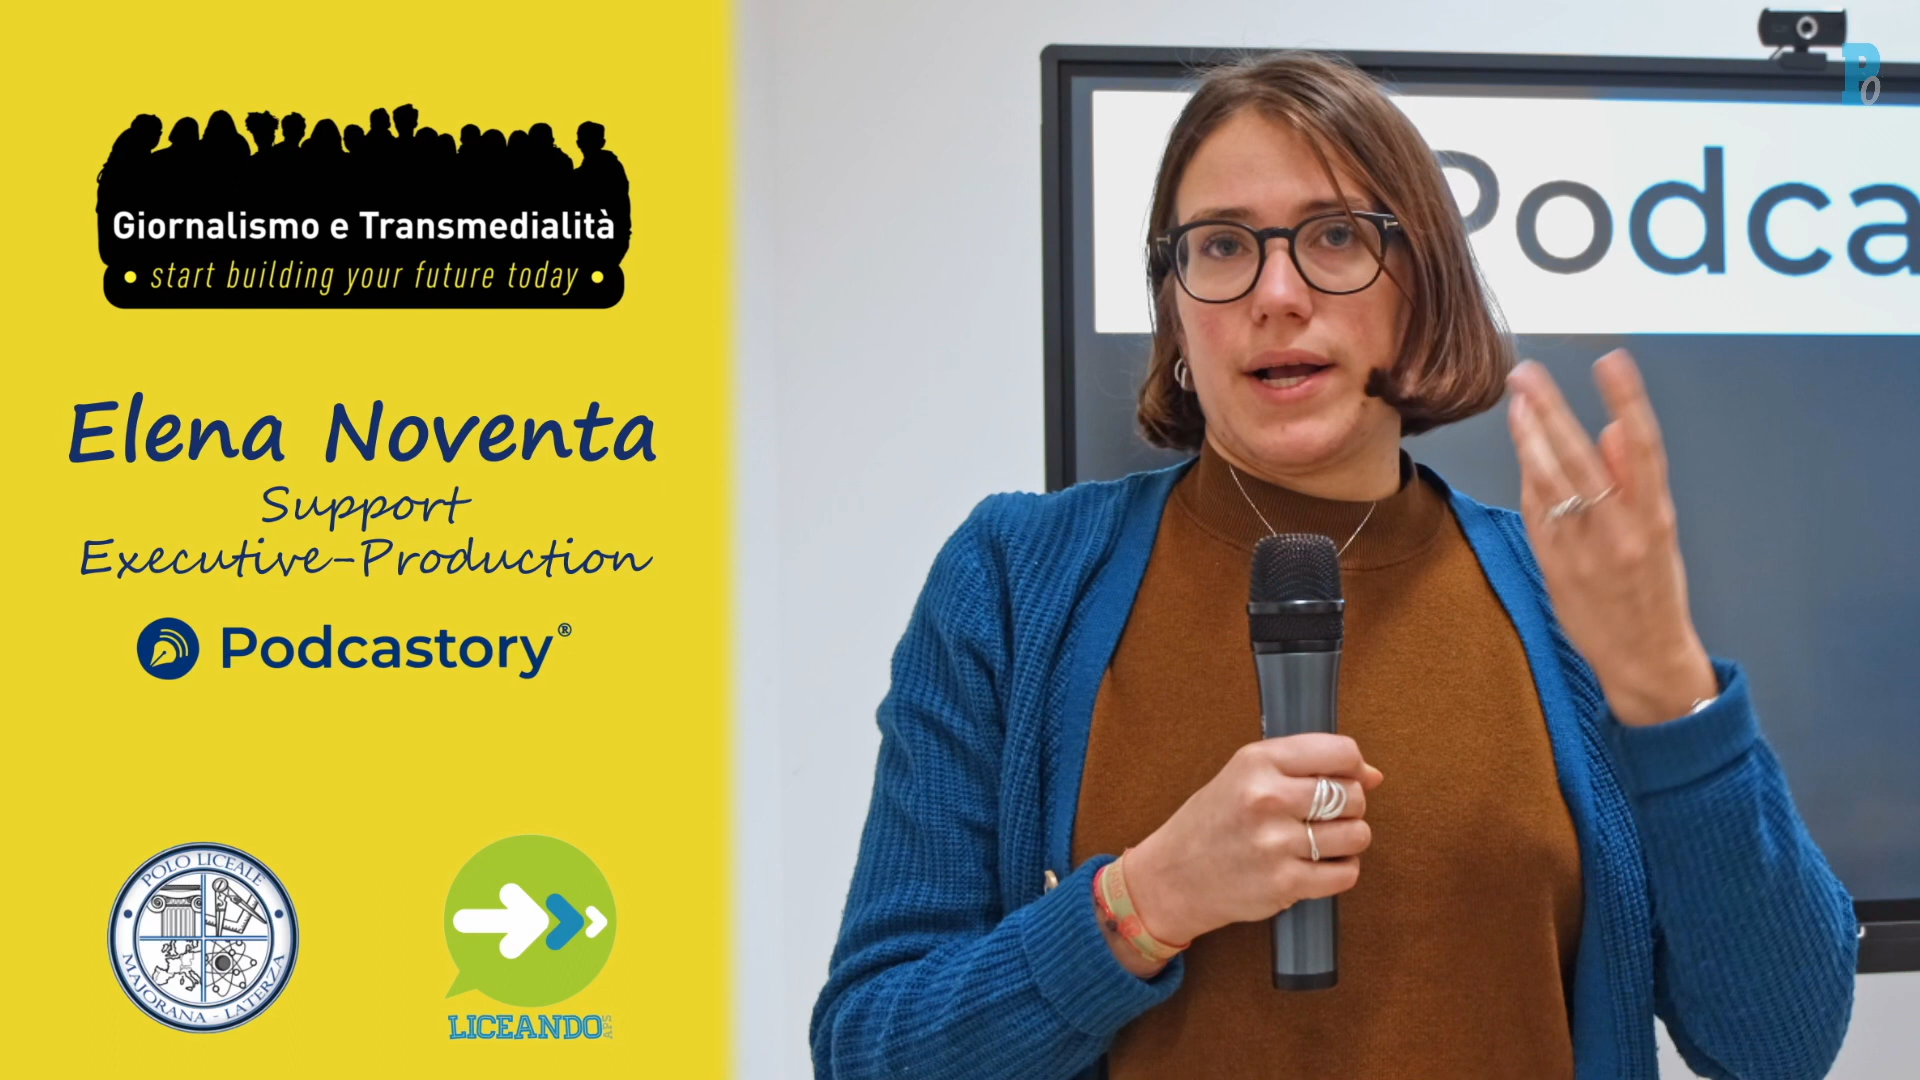 Giornalismo e Transmedialità
• start building your future today •
Elena Noventa
Support
Executive-Production
Podcastory®
POLO LICEALE
MAJORANA - LATERZA
LICEANDO APS
Podca
Po